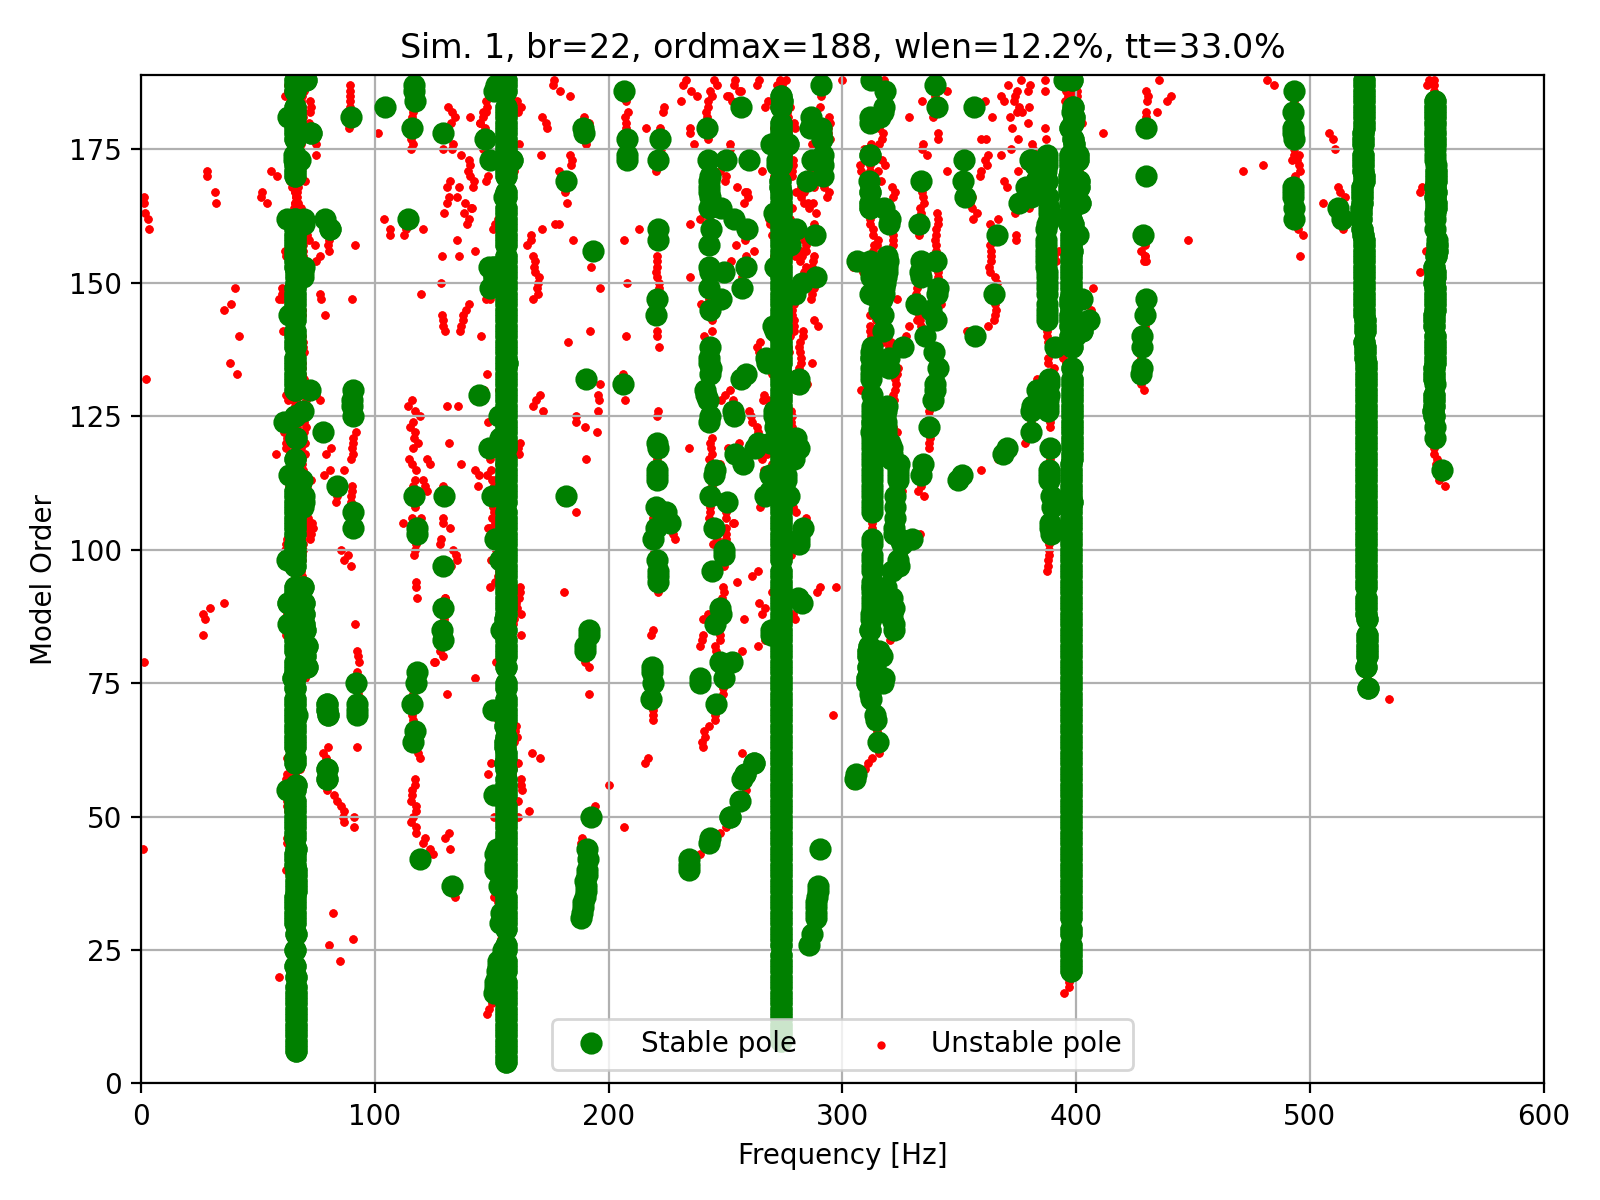 Sim. 1, br=22, ordmax=188, wlen=12.2%, tt=33.0%
175
150
125
100
75
50
25
0
Model Order
Stable pole
Unstable pole
0 100 200 300 400 500 600
Frequency [Hz]